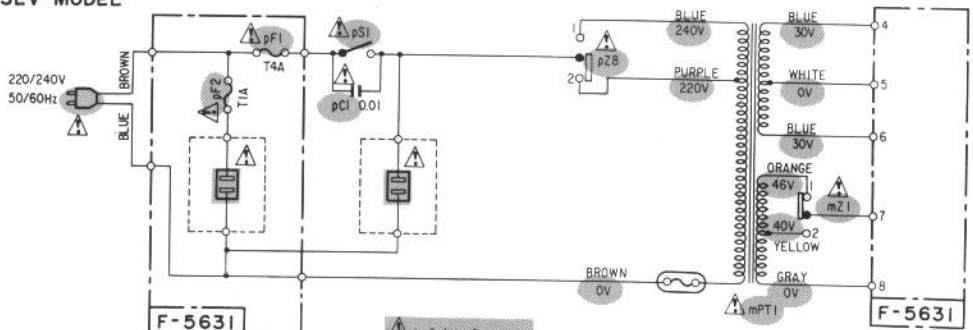 BROWN
BLUE
220/240V
50/60Hz
pF1
T4A
pF2
T1A
pS1
pC1 0.01
1
pZ8
2
BLUE
240V
PURPLE
220V
BLUE
30V
WHITE
0V
BLUE
30V
ORANGE
46V
1
mZ1
40V
2
YELLOW
GRAY
0V
BROWN
0V
mPT1
4
5
6
7
8
F-5631
F-5631